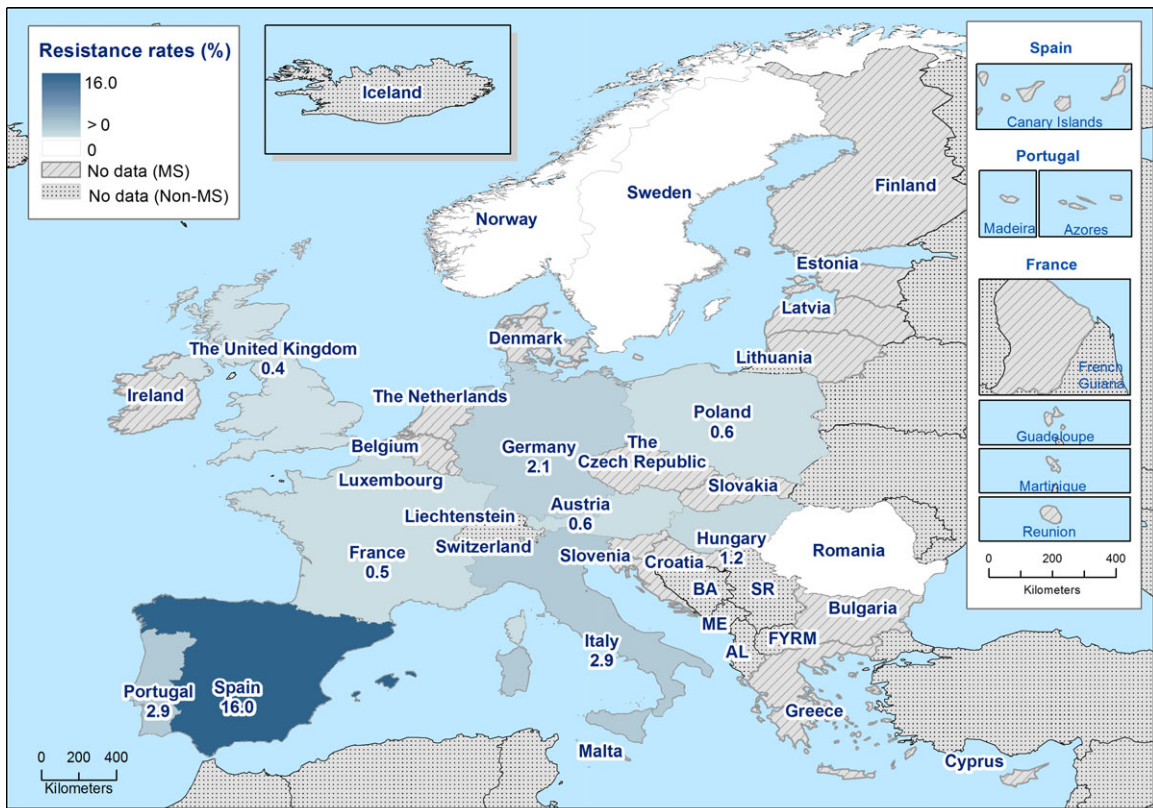 Resistance rates (%)
16.0
> 0
0
No data (MS)
No data (Non-MS)
Iceland
Spain
Canary Islands
Portugal
Madeira
Azores
France
French
Guiana
Guadeloupe
Martinique
Reunion
0 200 400
Kilometers
Finland
Sweden
Norway
Estonia
Latvia
Denmark
Lithuania
The United Kingdom
0.4
Ireland
The Netherlands
Poland
0.6
Belgium
Germany
2.1
The
Czech Republic
Luxembourg
Slovakia
Austria
0.6
Liechtenstein
Hungary
1.2
Switzerland
Slovenia
Romania
France
0.5
Croatia
BA
SR
Bulgaria
ME
FYRM
AL
Italy
2.9
Portugal
2.9
Spain
16.0
Greece
Malta
Cyprus
0 200 400
Kilometers